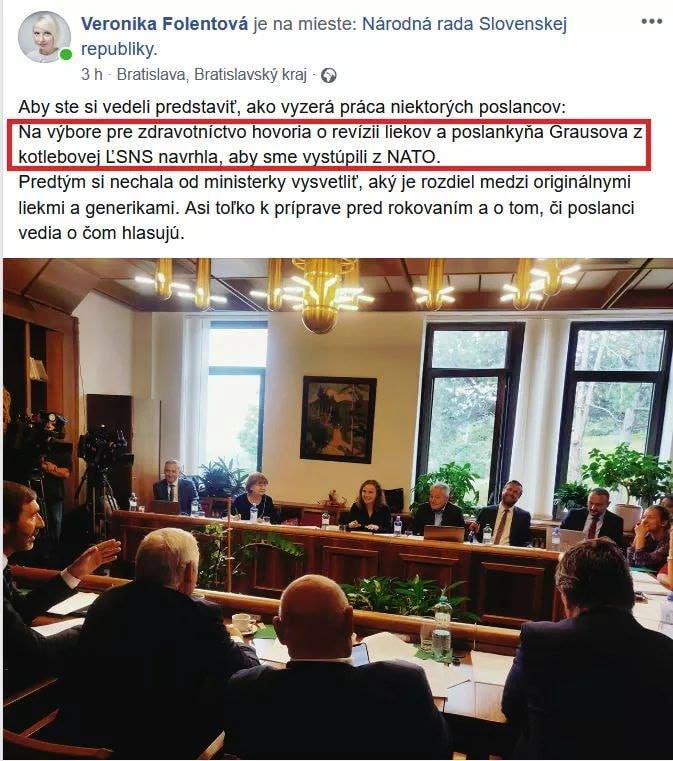 Veronika Folentová je na mieste: Národná rada Slovenskej
republiky.
3 h · Bratislava, Bratislavský kraj ·
Aby ste si vedeli predstaviť, ako vyzerá práca niektorých poslancov:
Na výbore pre zdravotníctvo hovoria o revízii liekov a poslankyňa Grausova z
kotlebovej ĽSNS navrhla, aby sme vystúpili z NATO.
Predtým si nechala od ministerky vysvetliť, aký je rozdiel medzi originálnymi
liekmi a generikami. Asi toľko k príprave pred rokovaním a o tom, či poslanci
vedia o čom hlasujú.